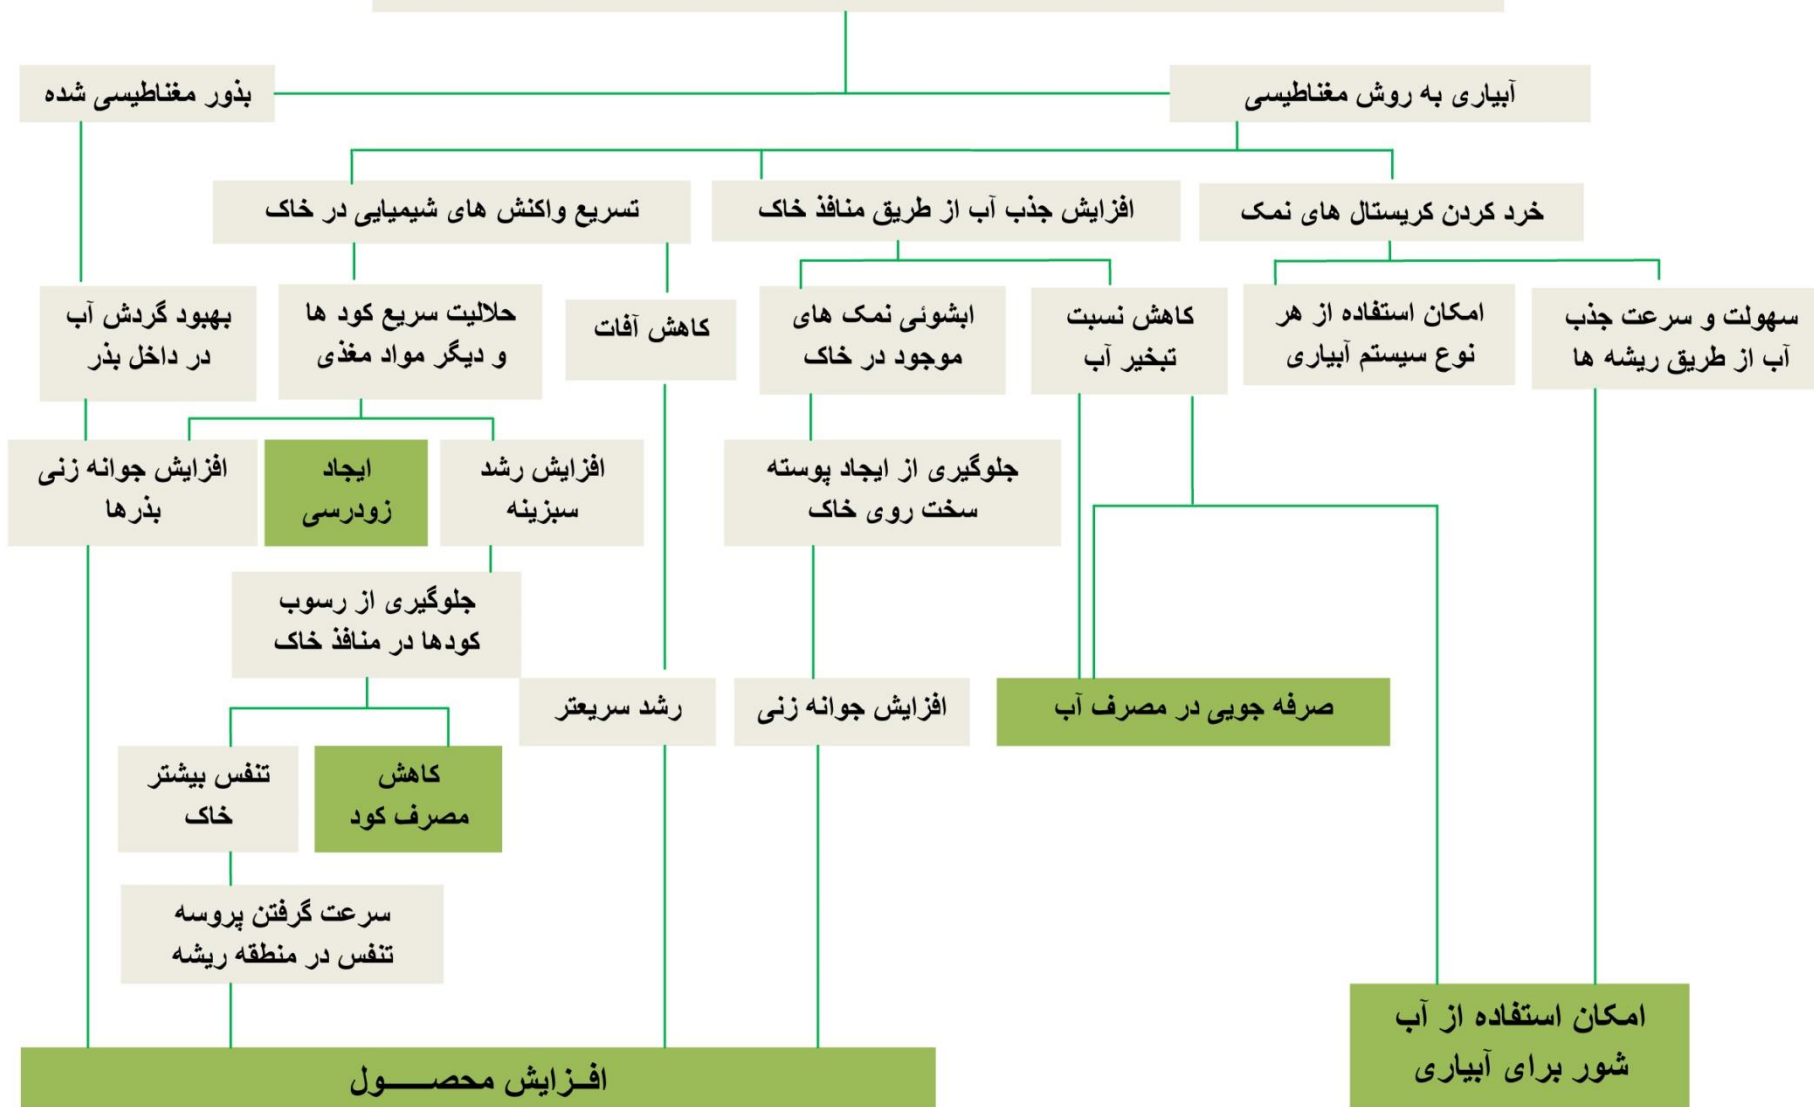 آبیاری به روش مغناطیسی
بذور مغناطیسی شده
خرد کردن کریستال های نمک
افزایش جذب آب از طریق منافذ خاک
تسریع واکنش های شیمیایی در خاک
سهولت و سرعت جذب
آب از طریق ریشه ها
امکان استفاده از هر
نوع سیستم آبیاری
کاهش نسبت
تبخیر آب
ابشوئی نمک های
موجود در خاک
کاهش آفات
حلالیت سریع کود ها
و دیگر مواد مغذی
بهبود گردش آب
در داخل بذر
جلوگیری از ایجاد پوسته
سخت روی خاک
افزایش رشد
سبزینه
ایجاد
زودرسی
افزایش جوانه زنی
بذرها
جلوگیری از رسوب
کودها در منافذ خاک
صرفه جویی در مصرف آب
افزایش جوانه زنی
رشد سریعتر
کاهش
مصرف کود
تنفس بیشتر
خاک
سرعت گرفتن پروسه
تنفس در منطقه ریشه
امکان استفاده از آب
شور برای آبیاری
افـزایش محصـــول